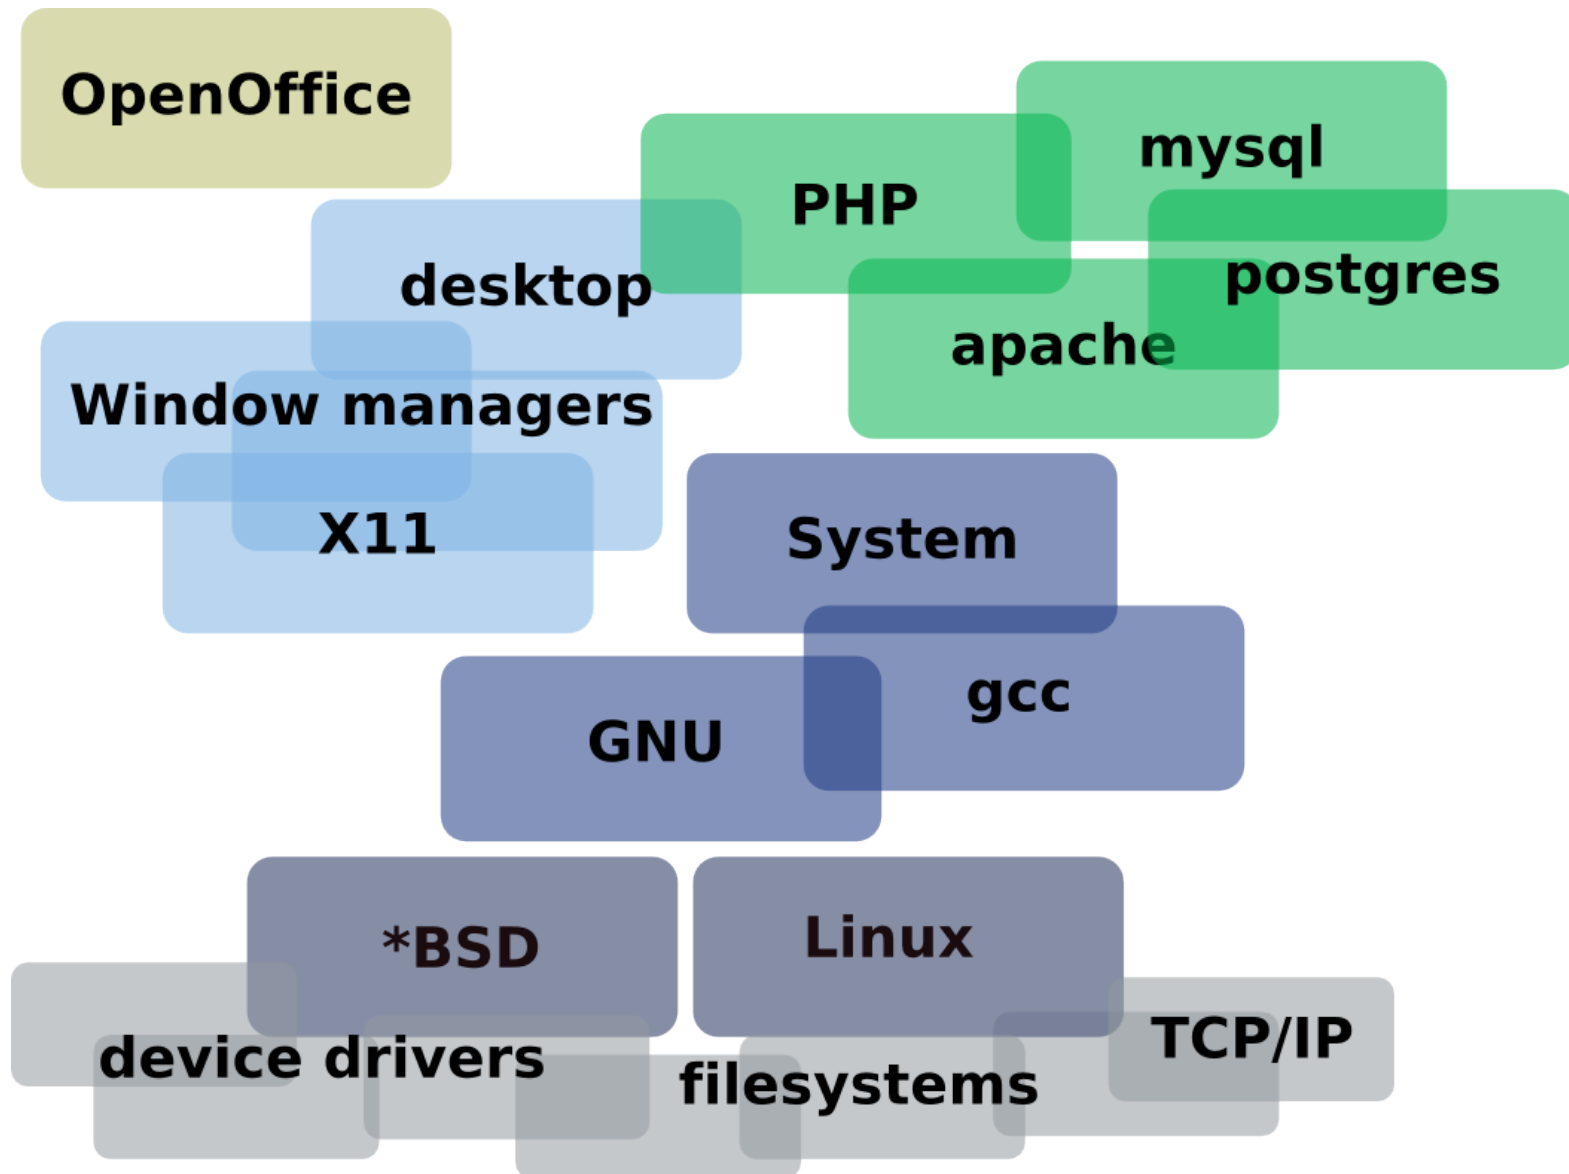 OpenOffice
mysql
PHP
postgres
desktop
apache
Window managers
X11
System
gcc
GNU
*BSD
Linux
TCP/IP
device drivers
filesystems